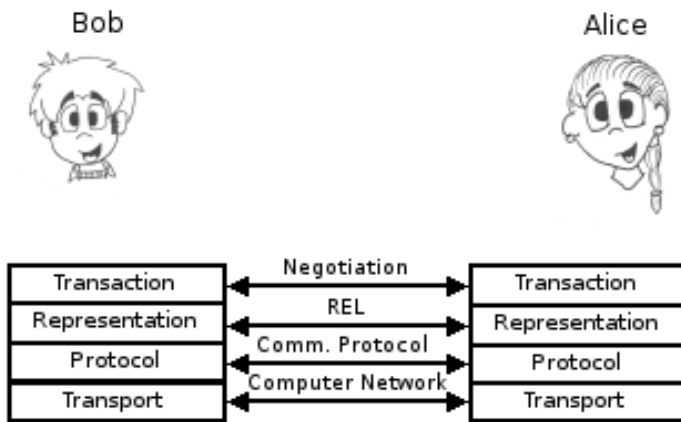 Bob
Alice
Negotiation
Transaction
Transaction
REL
Representation
Representation
Comm. Protocol
Protocol
Protocol
Computer Network
Transport
Transport